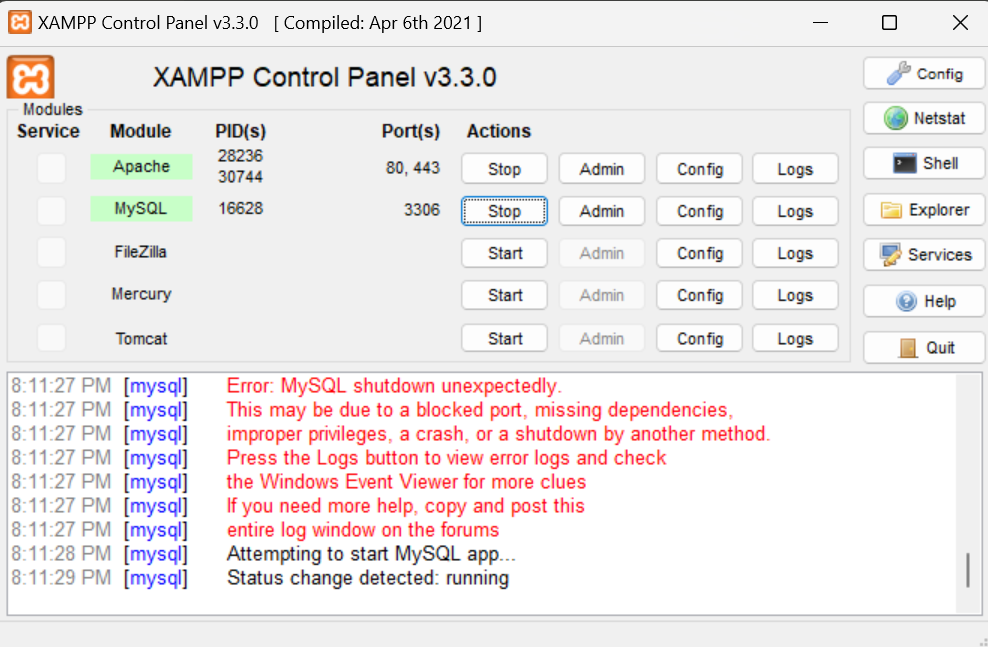 XAMPP Control Panel v3.3.0 [ Compiled: Apr 6th 2021 ]
XAMPP Control Panel v3.3.0
Config
Modules
Service Module PID(s) Port(s) Actions
Netstat
Apache 28236 30744 80, 443 Stop Admin Config Logs
Shell
MySQL 16628 3306 Stop Admin Config Logs
Explorer
FileZilla Start Admin Config Logs
Services
Mercury Start Admin Config Logs
Help
Tomcat Start Admin Config Logs
Quit
8:11:27 PM [mysql] Error: MySQL shutdown unexpectedly.
8:11:27 PM [mysql] This may be due to a blocked port, missing dependencies,
8:11:27 PM [mysql] improper privileges, a crash, or a shutdown by another method.
8:11:27 PM [mysql] Press the Logs button to view error logs and check
8:11:27 PM [mysql] the Windows Event Viewer for more clues
8:11:27 PM [mysql] If you need more help, copy and post this
8:11:27 PM [mysql] entire log window on the forums
8:11:28 PM [mysql] Attempting to start MySQL app...
8:11:29 PM [mysql] Status change detected: running